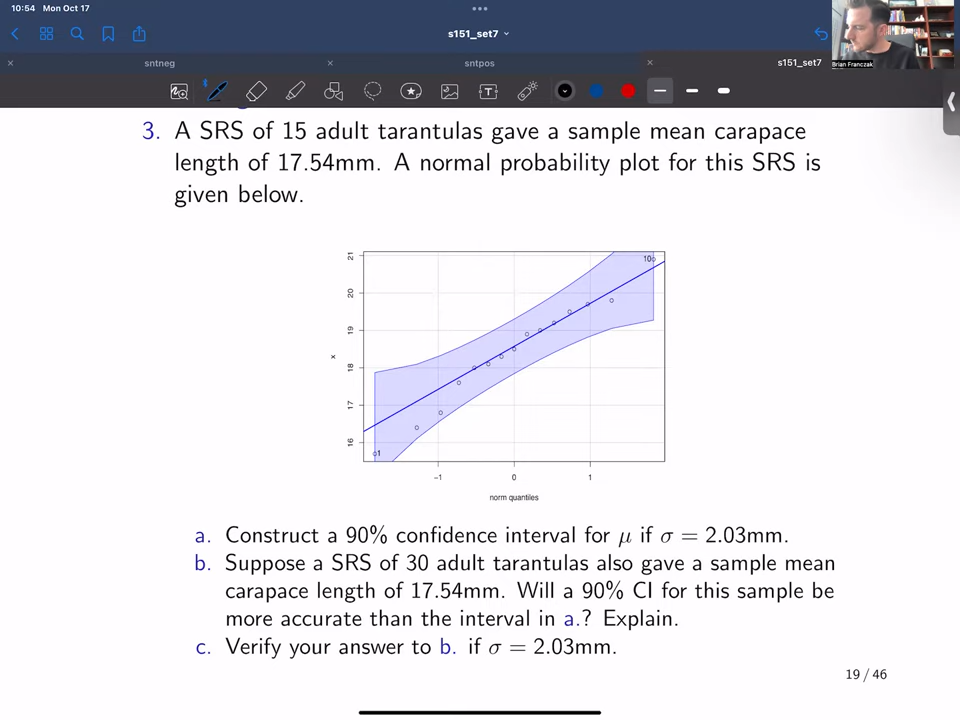 10:54 Mon Oct 17
s151_set7
sntneg
sntpos
s151_set7
Brian Franczak
T
3. A SRS of 15 adult tarantulas gave a sample mean carapace
length of 17.54mm. A normal probability plot for this SRS is
given below.
21
20
19
18
17
16
x
10
1
-1 0 1
norm quantiles
a. Construct a 90% confidence interval for μ if σ = 2.03mm.
b. Suppose a SRS of 30 adult tarantulas also gave a sample mean
carapace length of 17.54mm. Will a 90% CI for this sample be
more accurate than the interval in a.? Explain.
c. Verify your answer to b. if σ = 2.03mm.
19 / 46